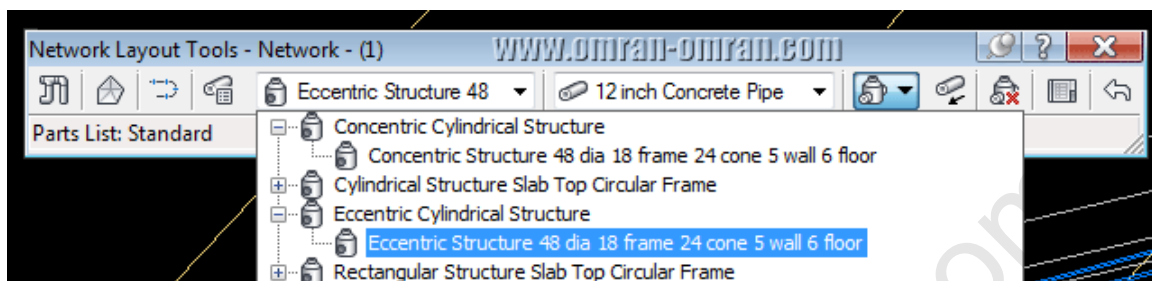 Network Layout Tools - Network - (1)
www.omran-omran.com
Eccentric Structure 48
12 inch Concrete Pipe
Parts List: Standard
Concentric Cylindrical Structure
Concentric Structure 48 dia 18 frame 24 cone 5 wall 6 floor
Cylindrical Structure Slab Top Circular Frame
Eccentric Cylindrical Structure
Eccentric Structure 48 dia 18 frame 24 cone 5 wall 6 floor
Rectangular Structure Slab Top Circular Frame
om